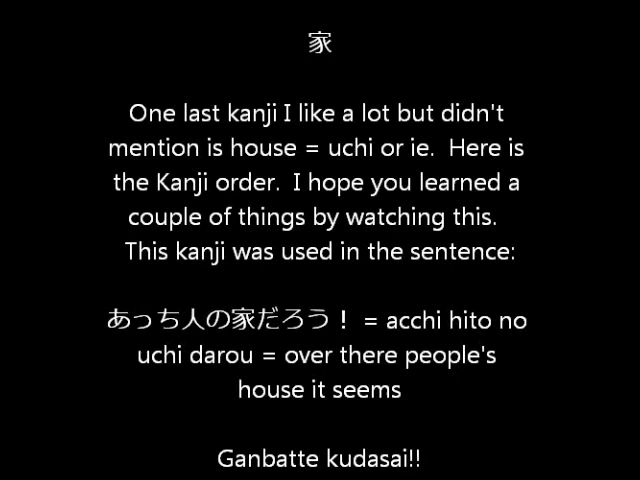 家
One last kanji I like a lot but didn't
mention is house = uchi or ie.  Here is
the Kanji order.  I hope you learned a
couple of things by watching this.
This kanji was used in the sentence:
あっち人の家だろう！ = acchi hito no
uchi darou = over there people's
house it seems
Ganbatte kudasai!!